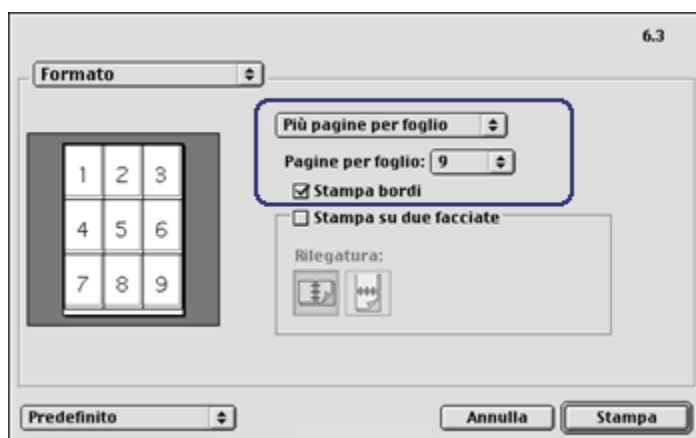 6.3
Formato
Più pagine per foglio
Pagine per foglio: 9
Stampa bordi
Stampa su due facciate
Rilegatura:
1 2 3
4 5 6
7 8 9
Predefinito Annulla Stampa